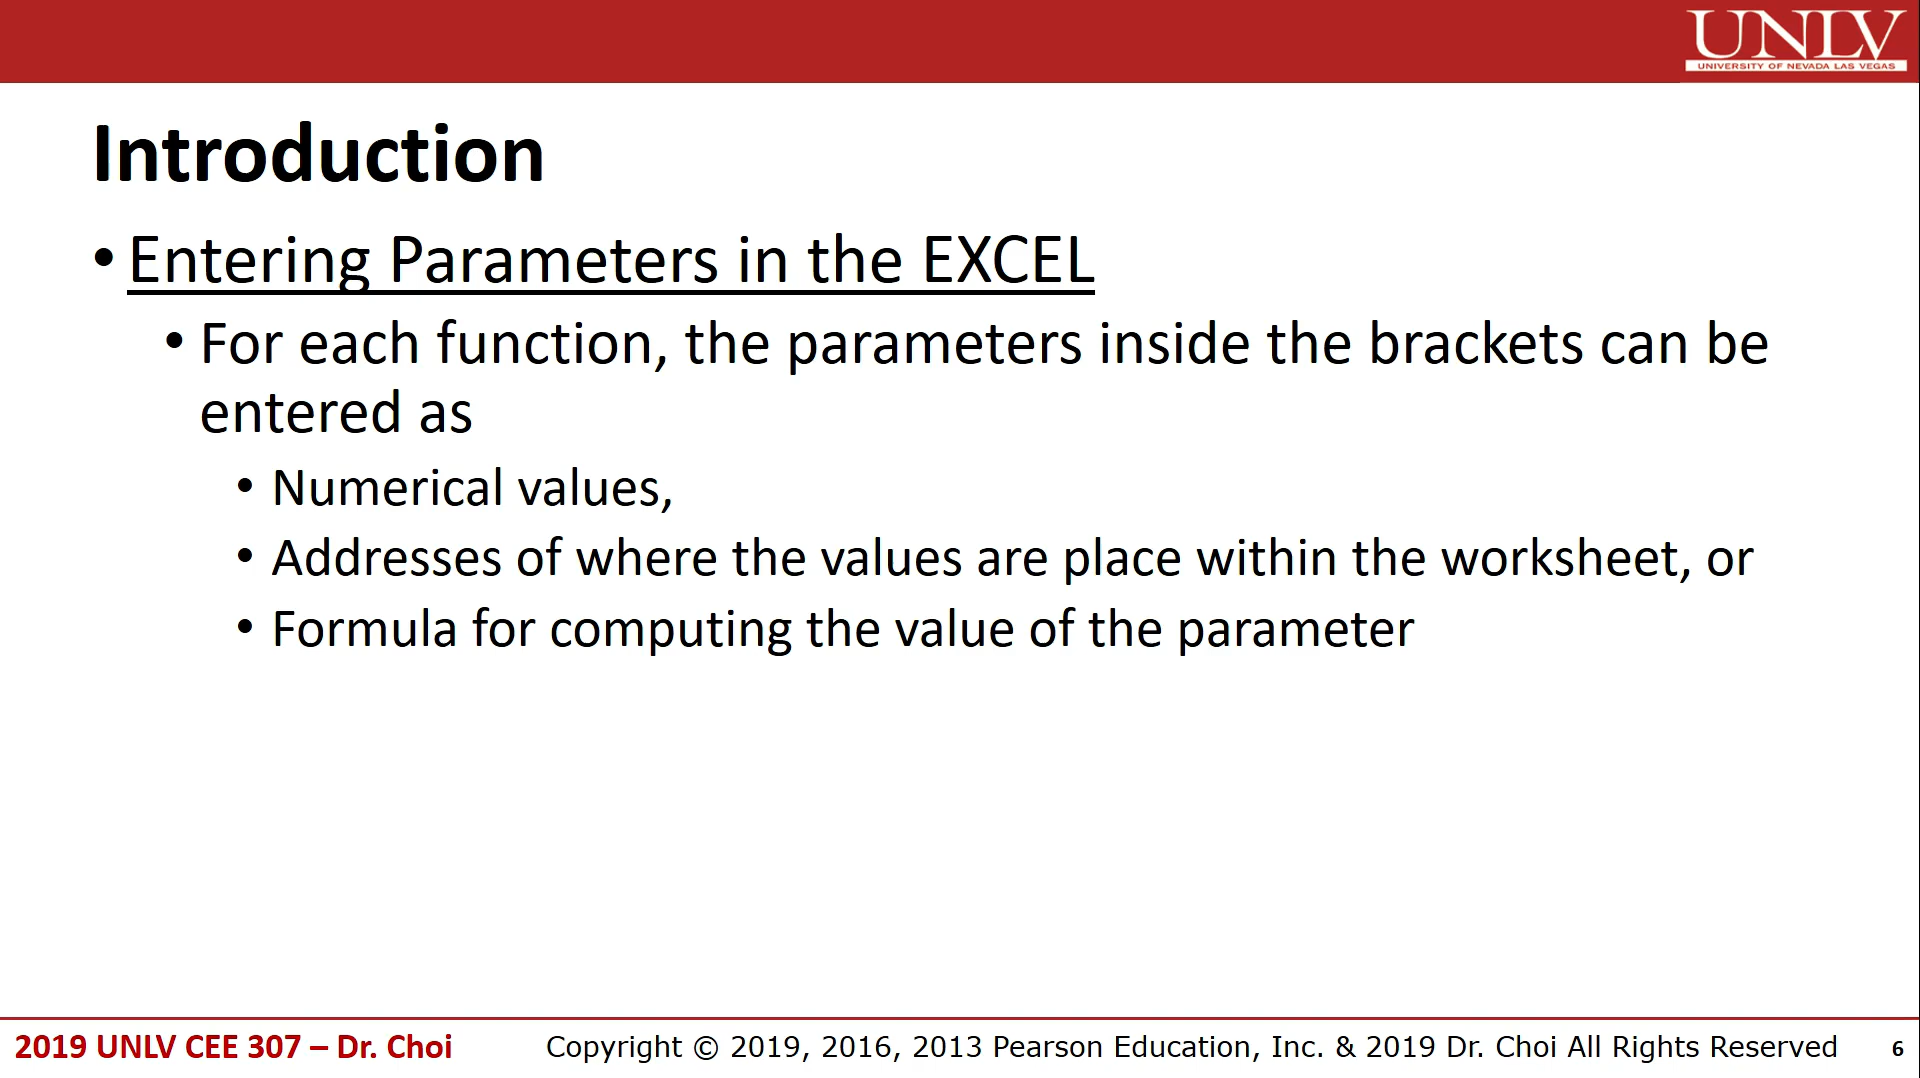 UNLV
UNIVERSITY OF NEVADA LAS VEGAS
Introduction
• Entering Parameters in the EXCEL
• For each function, the parameters inside the brackets can be
entered as
• Numerical values,
• Addresses of where the values are place within the worksheet, or
• Formula for computing the value of the parameter
2019 UNLV CEE 307 – Dr. Choi
Copyright © 2019, 2016, 2013 Pearson Education, Inc. & 2019 Dr. Choi All Rights Reserved
6